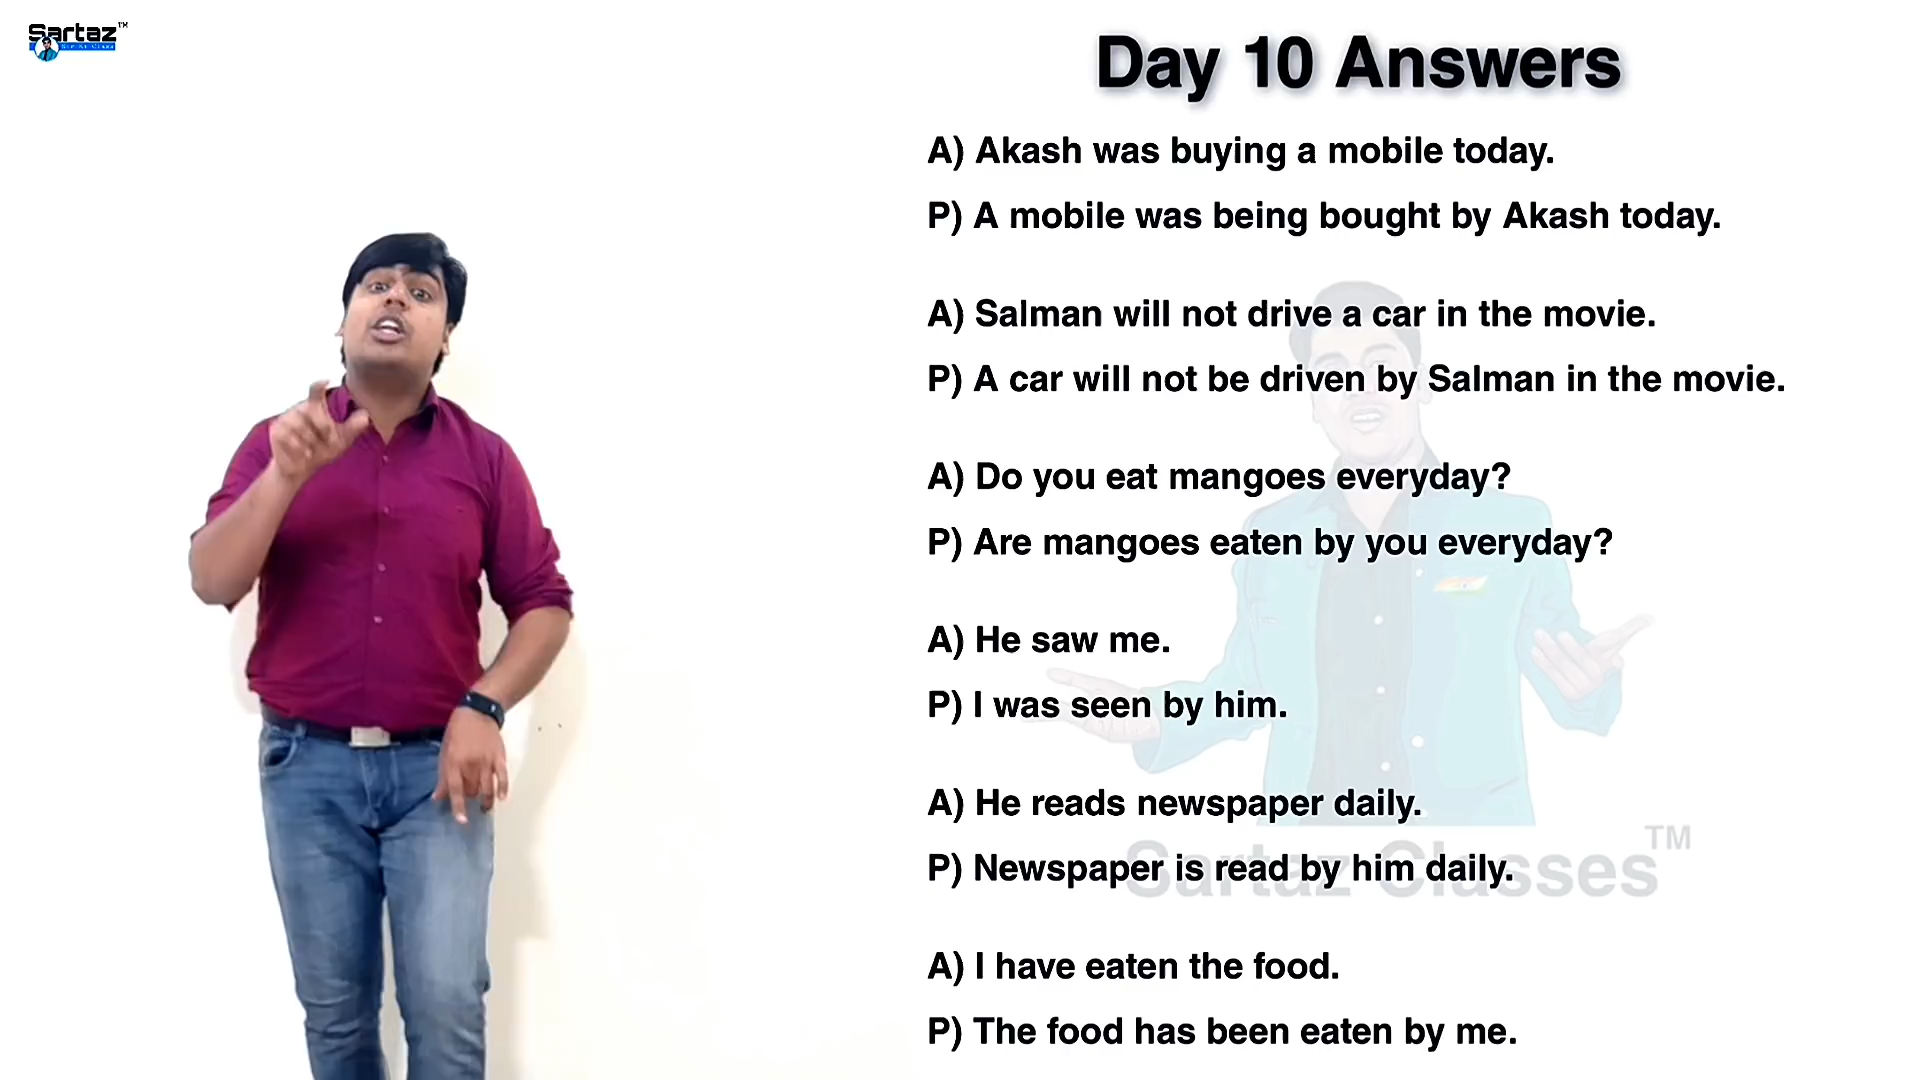 Sartaz™
Day 10 Answers
A) Akash was buying a mobile today.
P) A mobile was being bought by Akash today.
A) Salman will not drive a car in the movie.
P) A car will not be driven by Salman in the movie.
A) Do you eat mangoes everyday?
P) Are mangoes eaten by you everyday?
A) He saw me.
P) I was seen by him.
A) He reads newspaper daily.
P) Newspaper is read by him daily.
Sartaz Classes™
A) I have eaten the food.
P) The food has been eaten by me.